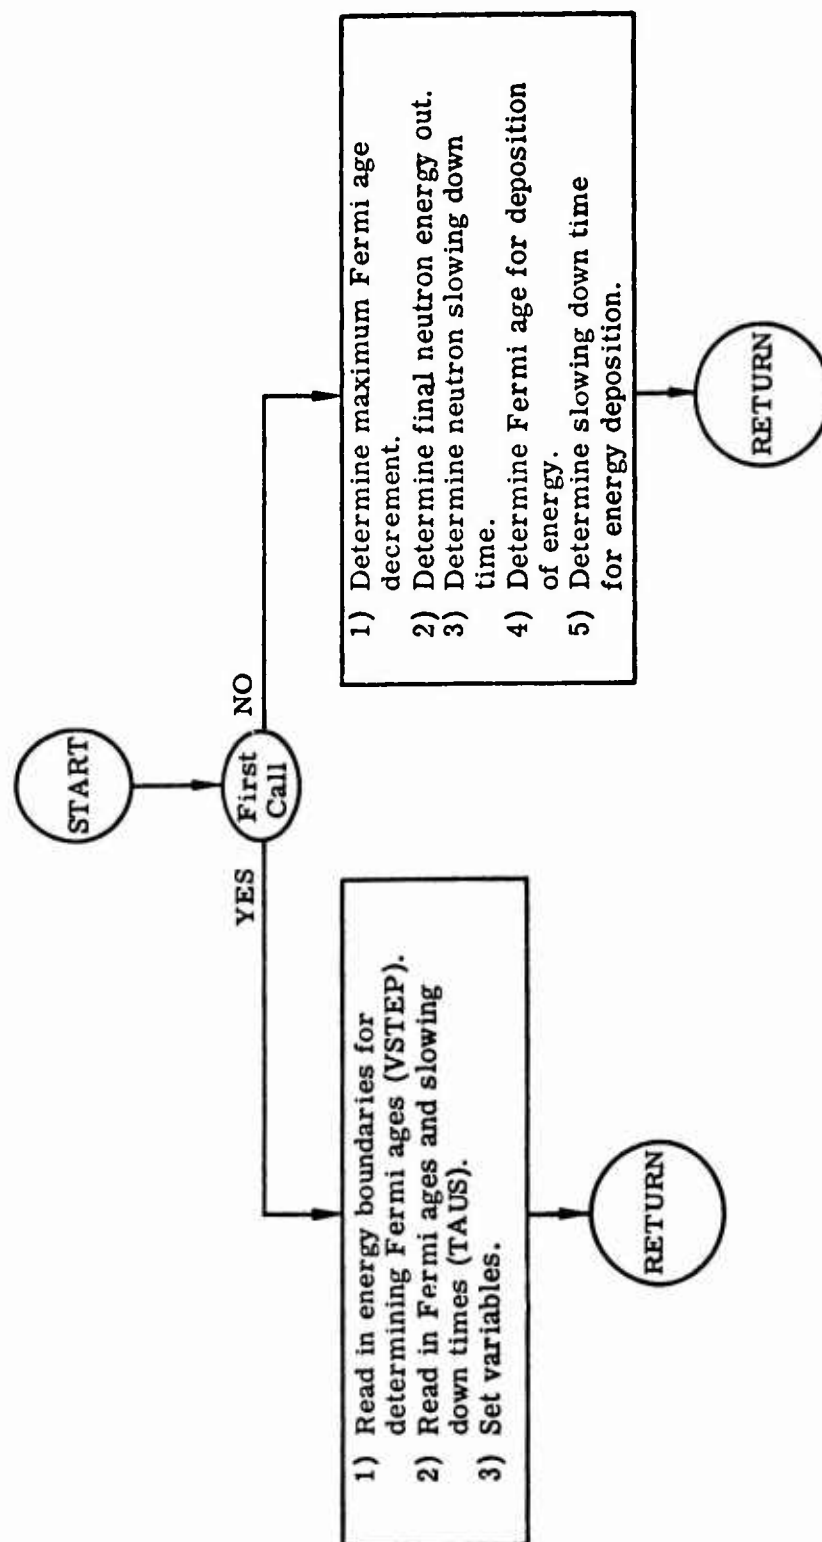 START
First
Call
YES
NO
1) Read in energy boundaries for
determining Fermi ages (VSTEP).
2) Read in Fermi ages and slowing
down times (TAUS).
3) Set variables.
RETURN
1) Determine maximum Fermi age
decrement.
2) Determine final neutron energy out.
3) Determine neutron slowing down
time.
4) Determine Fermi age for deposition
of energy.
5) Determine slowing down time
for energy deposition.
RETURN